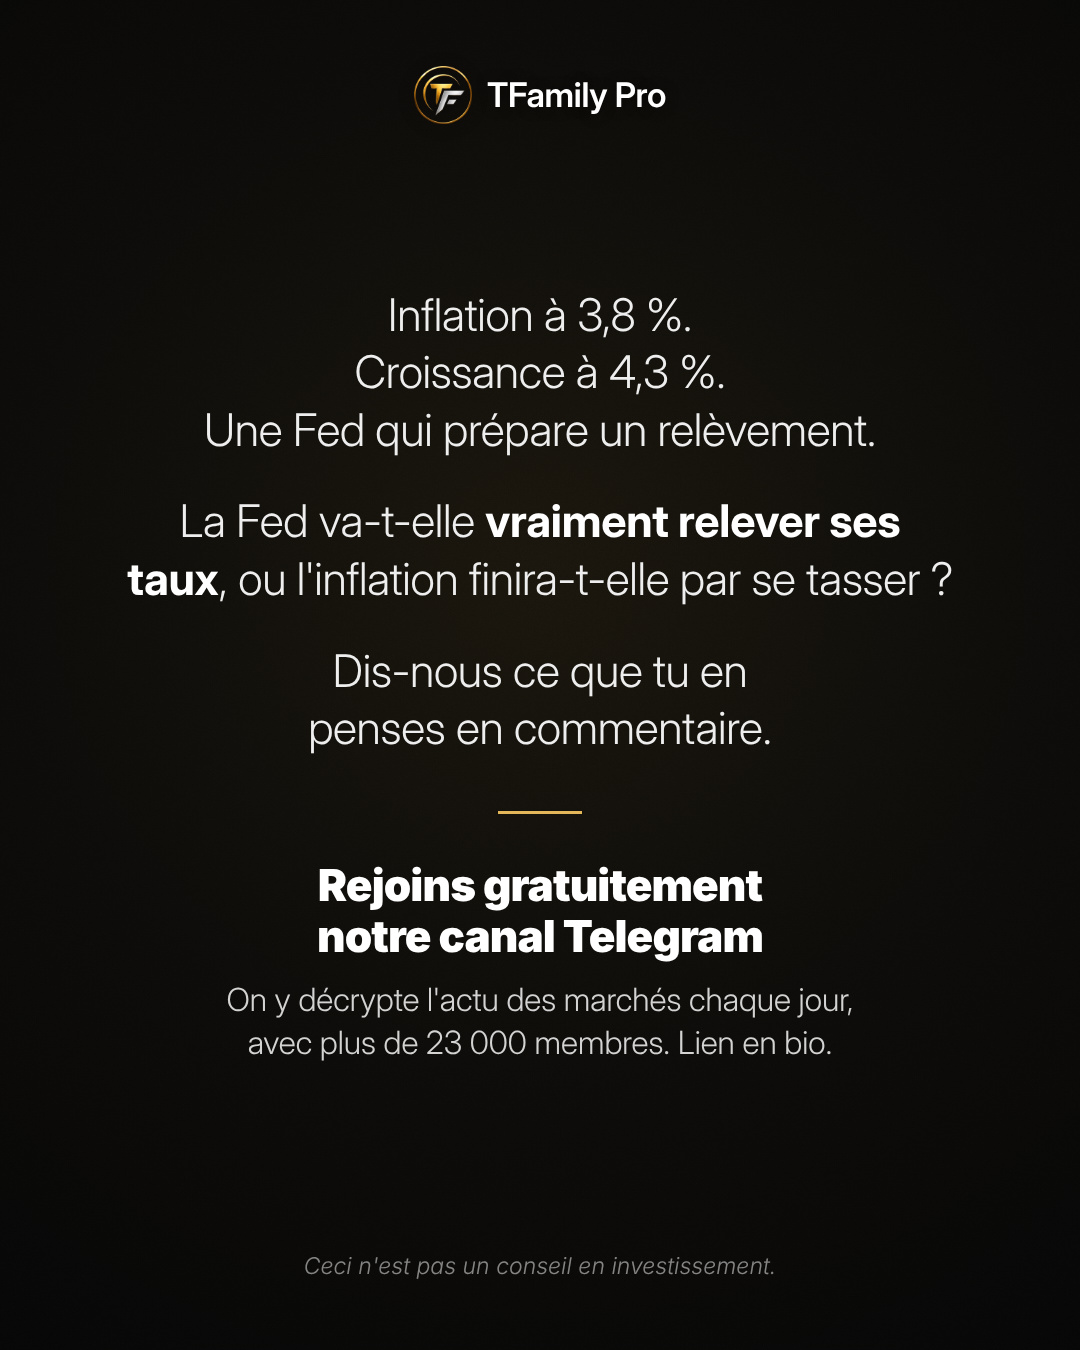 TFamily Pro
Inflation à 3,8 %.
Croissance à 4,3 %.
Une Fed qui prépare un relèvement.
La Fed va-t-elle vraiment relever ses
taux, ou l'inflation finira-t-elle par se tasser ?
Dis-nous ce que tu en
penses en commentaire.
Rejoins gratuitement
notre canal Telegram
On y décrypte l'actu des marchés chaque jour,
avec plus de 23 000 membres. Lien en bio.
Ceci n'est pas un conseil en investissement.